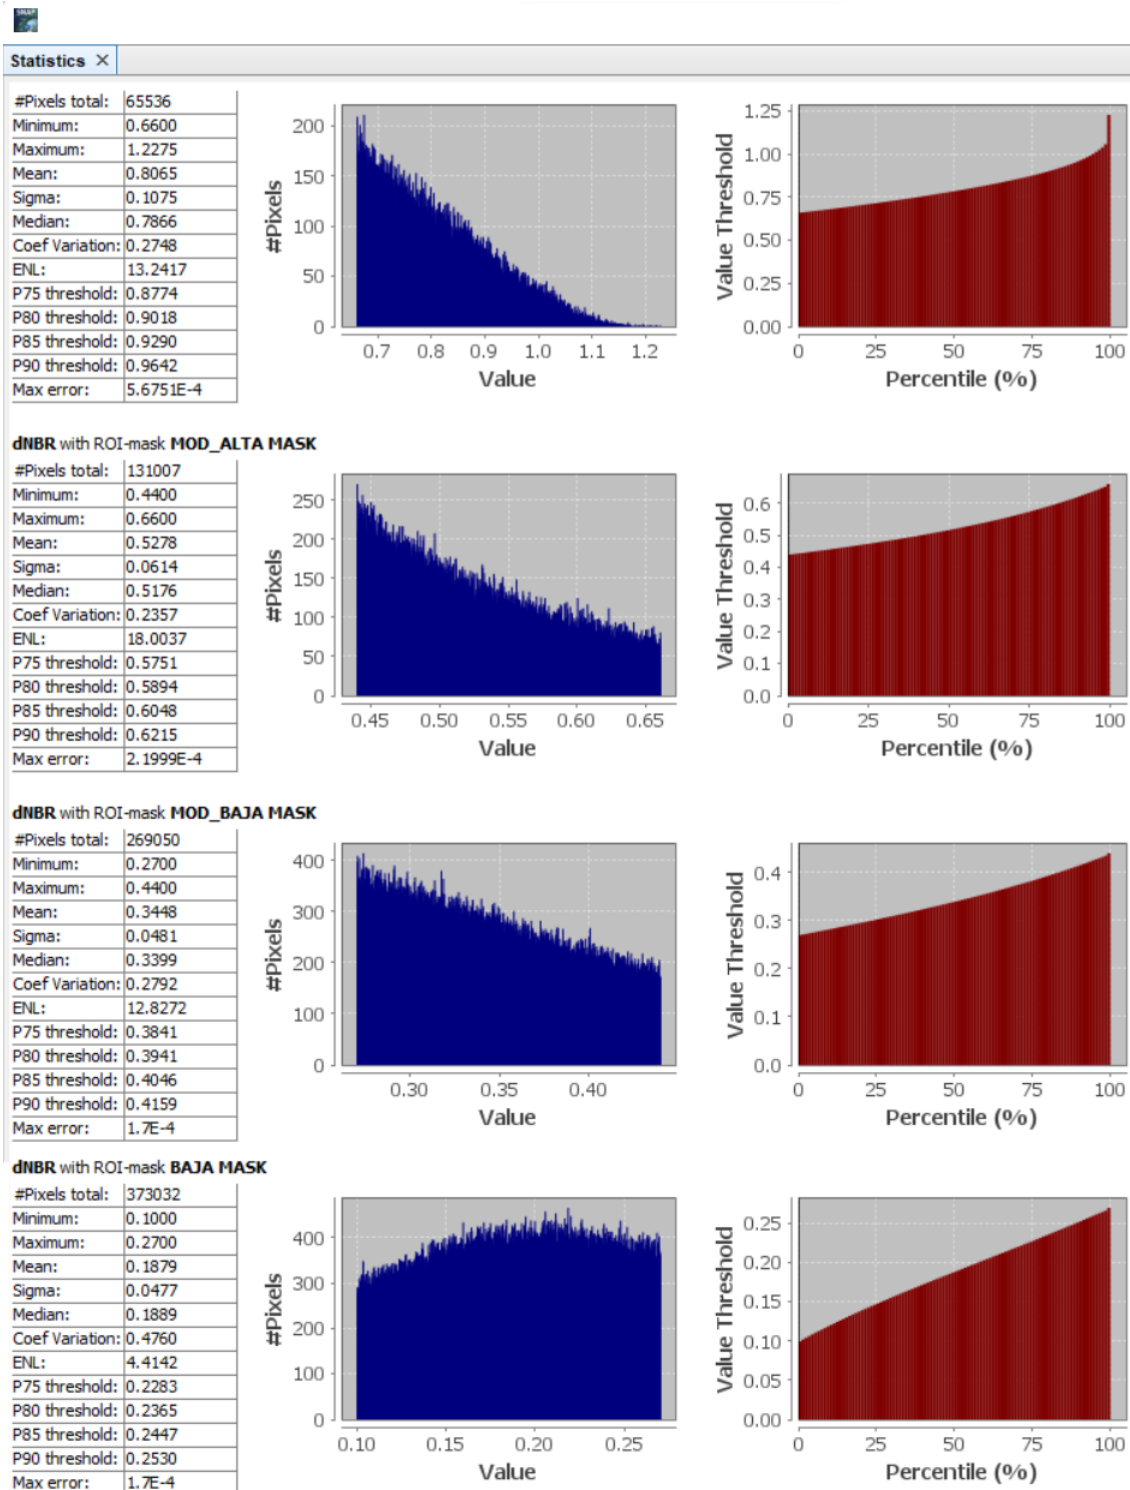 SNAP
Statistics ×
#Pixels total: 65536
Minimum: 0.6600
Maximum: 1.2275
Mean: 0.8065
Sigma: 0.1075
Median: 0.7866
Coef Variation: 0.2748
ENL: 13.2417
P75 threshold: 0.8774
P80 threshold: 0.9018
P85 threshold: 0.9290
P90 threshold: 0.9642
Max error: 5.6751E-4
#Pixels
200
150
100
50
0
0.7 0.8 0.9 1.0 1.1 1.2
Value
Value Threshold
1.25
1.00
0.75
0.50
0.25
0.00
0 25 50 75 100
Percentile (%)
dNBR with ROI-mask MOD_ALTA MASK
#Pixels total: 131007
Minimum: 0.4400
Maximum: 0.6600
Mean: 0.5278
Sigma: 0.0614
Median: 0.5176
Coef Variation: 0.2357
ENL: 18.0037
P75 threshold: 0.5751
P80 threshold: 0.5894
P85 threshold: 0.6048
P90 threshold: 0.6215
Max error: 2.1999E-4
#Pixels
250
200
150
100
50
0
0.45 0.50 0.55 0.60 0.65
Value
Value Threshold
0.6
0.5
0.4
0.3
0.2
0.1
0.0
0 25 50 75 100
Percentile (%)
dNBR with ROI-mask MOD_BAJA MASK
#Pixels total: 269050
Minimum: 0.2700
Maximum: 0.4400
Mean: 0.3448
Sigma: 0.0481
Median: 0.3399
Coef Variation: 0.2792
ENL: 12.8272
P75 threshold: 0.3841
P80 threshold: 0.3941
P85 threshold: 0.4046
P90 threshold: 0.4159
Max error: 1.7E-4
#Pixels
400
300
200
100
0
0.30 0.35 0.40
Value
Value Threshold
0.4
0.3
0.2
0.1
0.0
0 25 50 75 100
Percentile (%)
dNBR with ROI-mask BAJA MASK
#Pixels total: 373032
Minimum: 0.1000
Maximum: 0.2700
Mean: 0.1879
Sigma: 0.0477
Median: 0.1889
Coef Variation: 0.4760
ENL: 4.4142
P75 threshold: 0.2283
P80 threshold: 0.2365
P85 threshold: 0.2447
P90 threshold: 0.2530
Max error: 1.7E-4
#Pixels
400
300
200
100
0
0.10 0.15 0.20 0.25
Value
Value Threshold
0.25
0.20
0.15
0.10
0.05
0.00
0 25 50 75 100
Percentile (%)